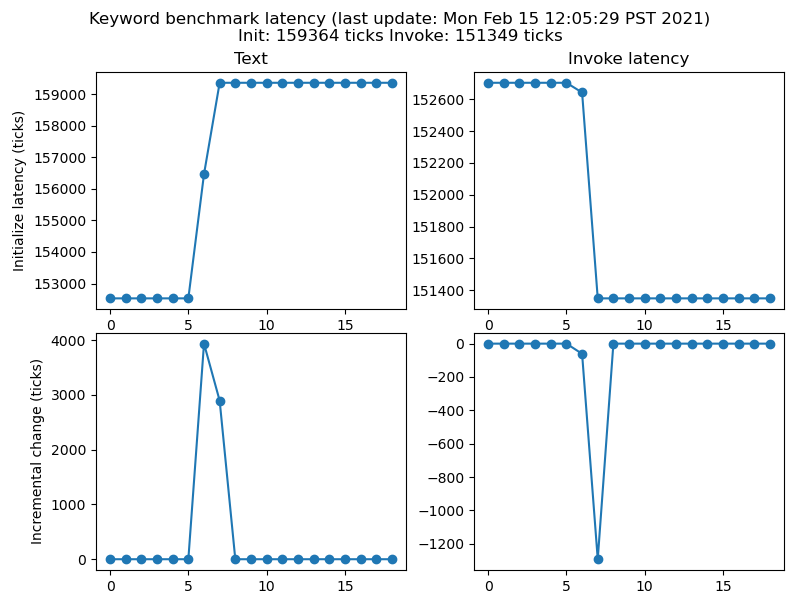 Keyword benchmark latency (last update: Mon Feb 15 12:05:29 PST 2021)
Init: 159364 ticks Invoke: 151349 ticks
Text
Initialize latency (ticks)
159000
158000
157000
156000
155000
154000
153000
0 5 10 15
Invoke latency
152600
152400
152200
152000
151800
151600
151400
0 5 10 15
Incremental change (ticks)
4000
3000
2000
1000
0
0 5 10 15
0
−200
−400
−600
−800
−1000
−1200
0 5 10 15